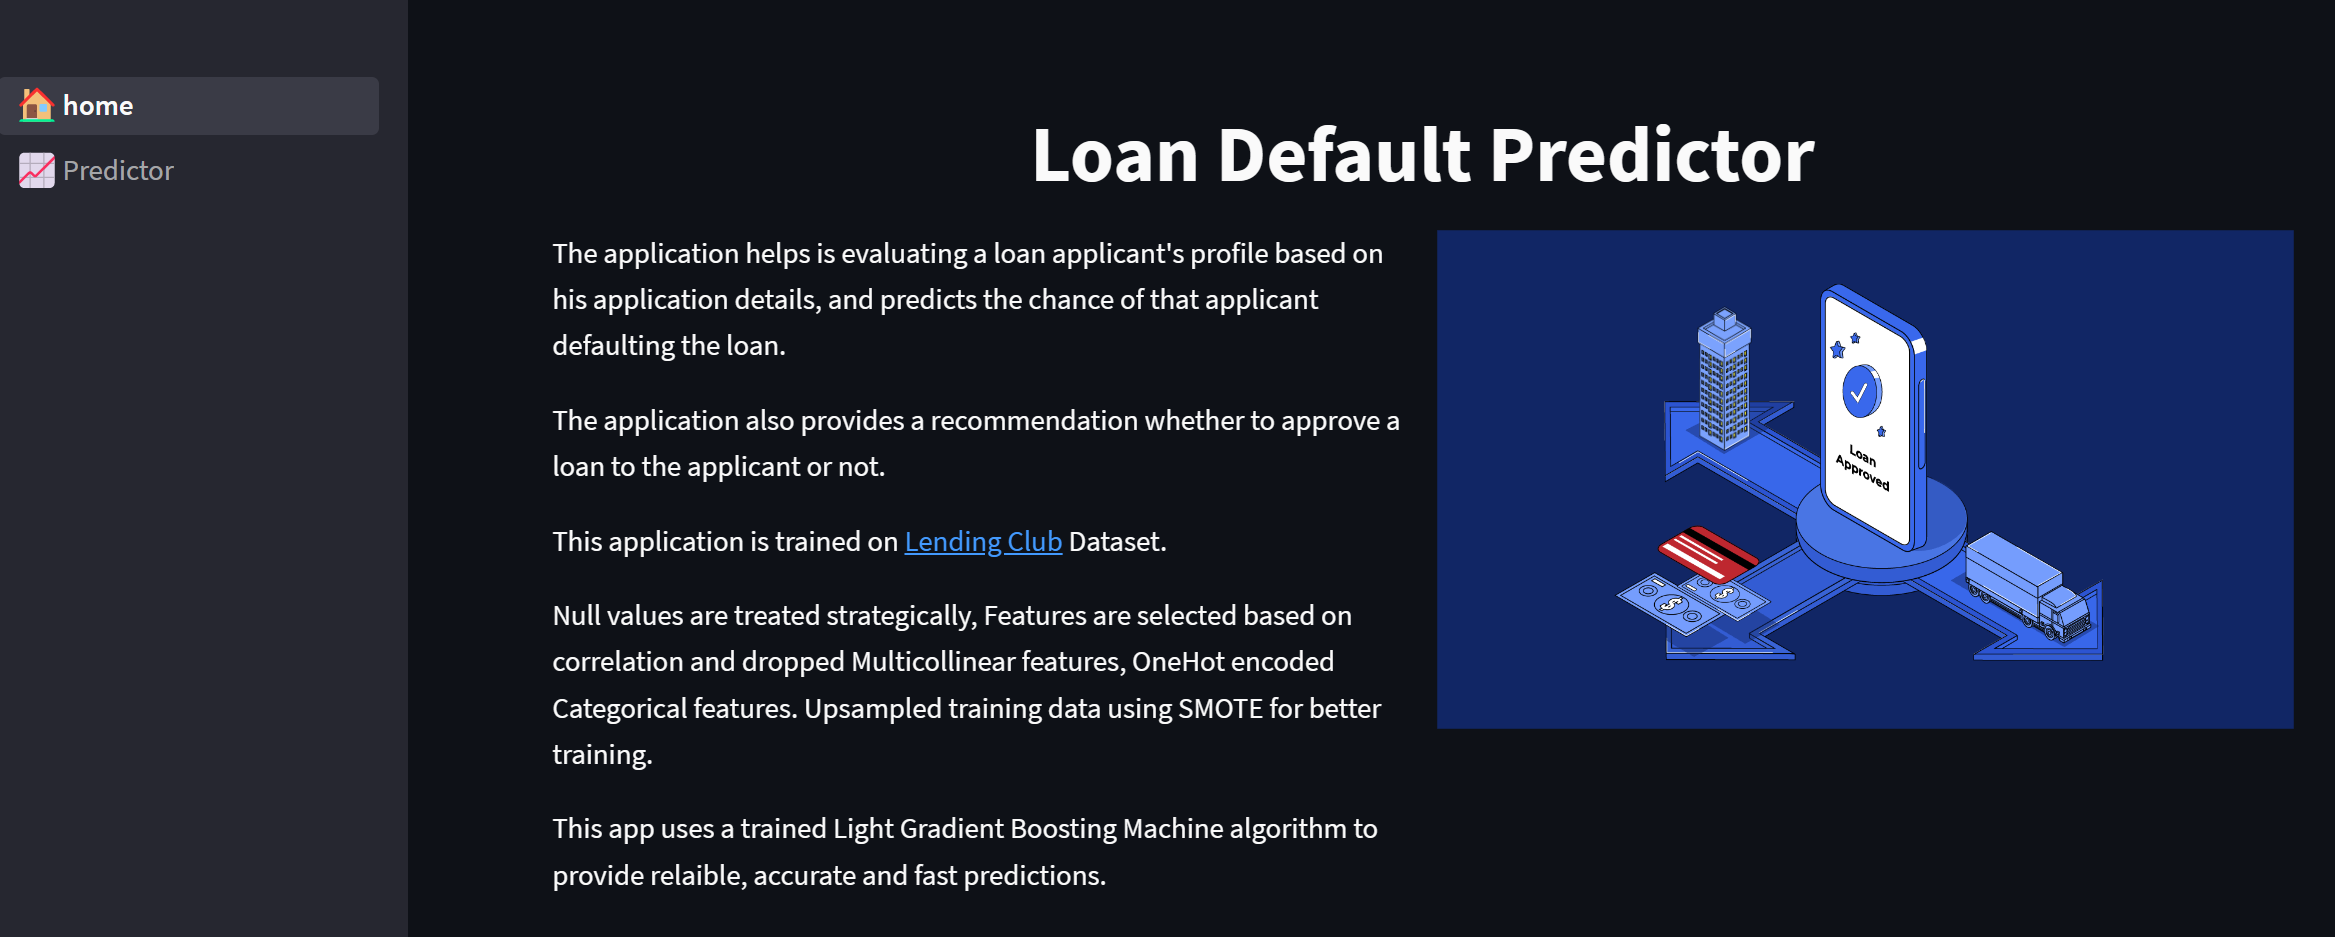 home
Predictor
Loan Default Predictor
The application helps is evaluating a loan applicant's profile based on
his application details, and predicts the chance of that applicant
defaulting the loan.
The application also provides a recommendation whether to approve a
loan to the applicant or not.
This application is trained on Lending Club Dataset.
Null values are treated strategically, Features are selected based on
correlation and dropped Multicollinear features, OneHot encoded
Categorical features. Upsampled training data using SMOTE for better
training.
This app uses a trained Light Gradient Boosting Machine algorithm to
provide relaible, accurate and fast predictions.
Loan
Approved
$
$